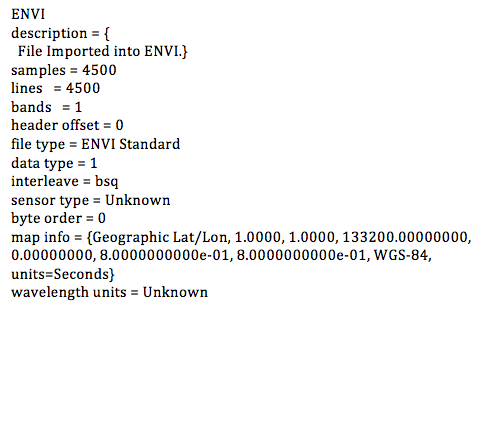 ENVI
description = {
  File Imported into ENVI.}
samples = 4500
lines   = 4500
bands   = 1
header offset = 0
file type = ENVI Standard
data type = 1
interleave = bsq
sensor type = Unknown
byte order = 0
map info = {Geographic Lat/Lon, 1.0000, 1.0000, 133200.00000000,
0.00000000, 8.0000000000e-01, 8.0000000000e-01, WGS-84,
units=Seconds}
wavelength units = Unknown